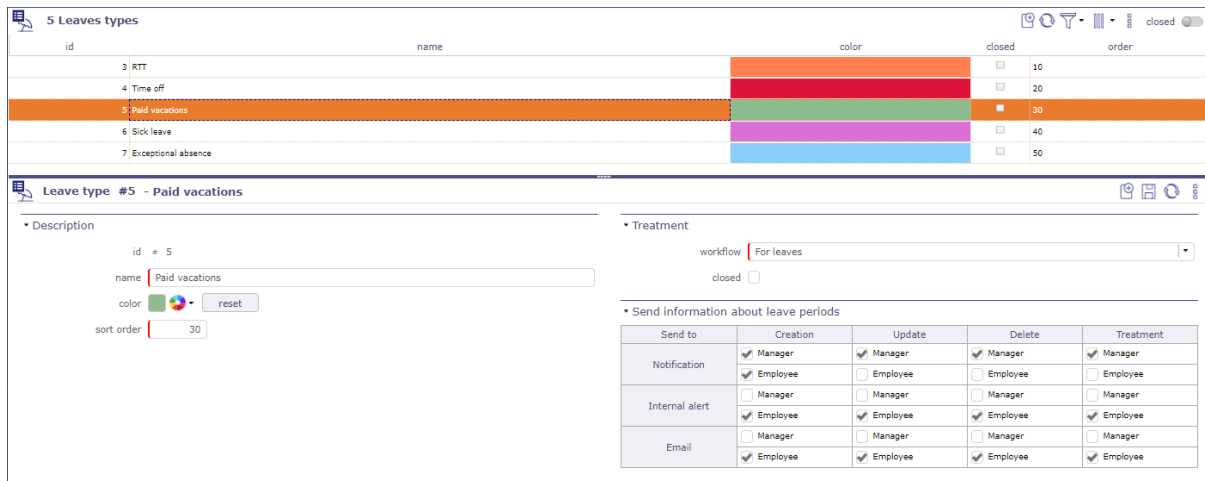 5 Leaves types closed
id name color closed order
3 RTT 10
4 Time off 20
5 Paid vacations 30
6 Sick leave 40
7 Exceptional absence 50
Leave type #5 - Paid vacations
Description
id # 5
name Paid vacations
color reset
sort order 30
Treatment
workflow For leaves
closed
Send information about leave periods
Send to Creation Update Delete Treatment
Notification
Manager Manager Manager Manager
Employee Employee Employee Employee
Internal alert
Manager Manager Manager Manager
Employee Employee Employee Employee
Email
Manager Manager Manager Manager
Employee Employee Employee Employee